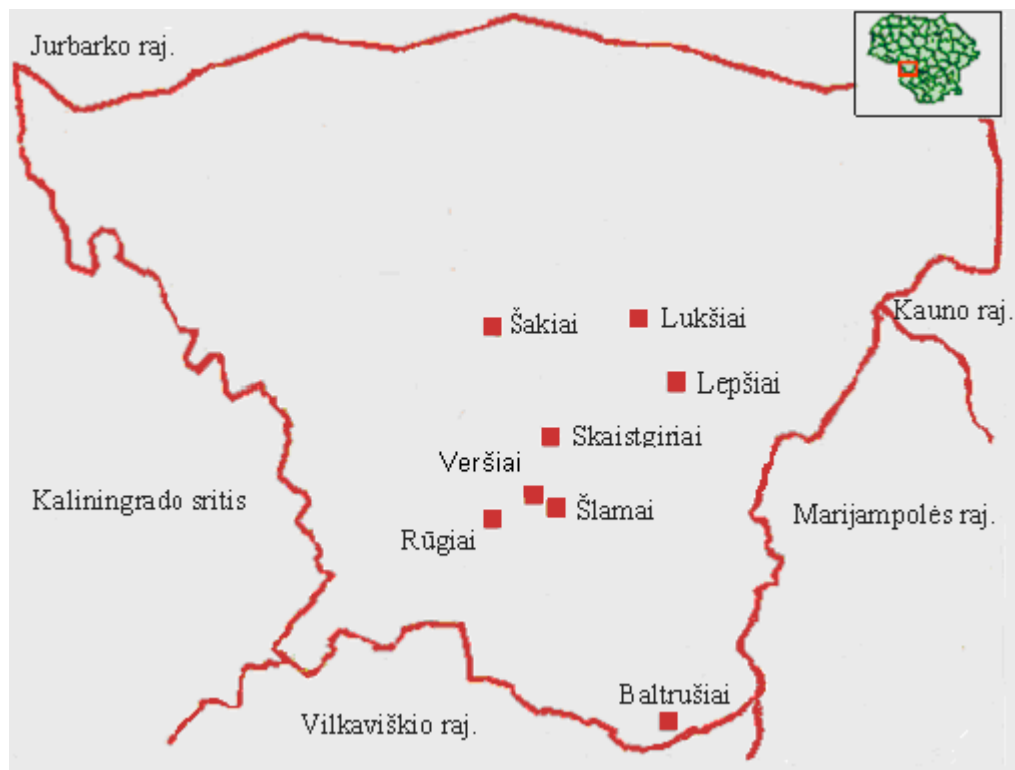 Jurbarko raj.
Kauno raj.
Šakiai
Lukšiai
Lepšiai
Skaistgiriai
Veršiai
Kaliningrado sritis
Šlamai
Marijampolės raj.
Rūgiai
Baltrušiai
Vilkaviškio raj.